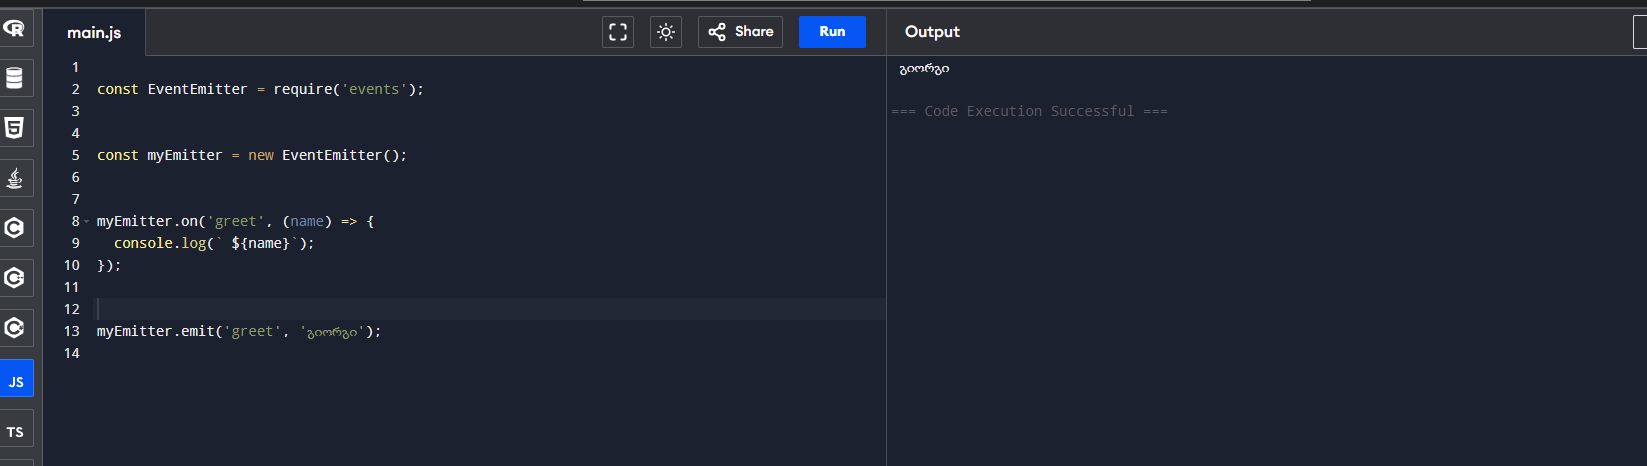 main.js
Share
Run
Output
1
2 const EventEmitter = require('events');
3
4
5 const myEmitter = new EventEmitter();
6
7
8 myEmitter.on('greet', (name) => {
9 console.log(` ${name}`);
10 });
11
12
13 myEmitter.emit('greet', 'გიორგი');
14
გიორგი
=== Code Execution Successful ===
R
5
C
C
C
JS
TS